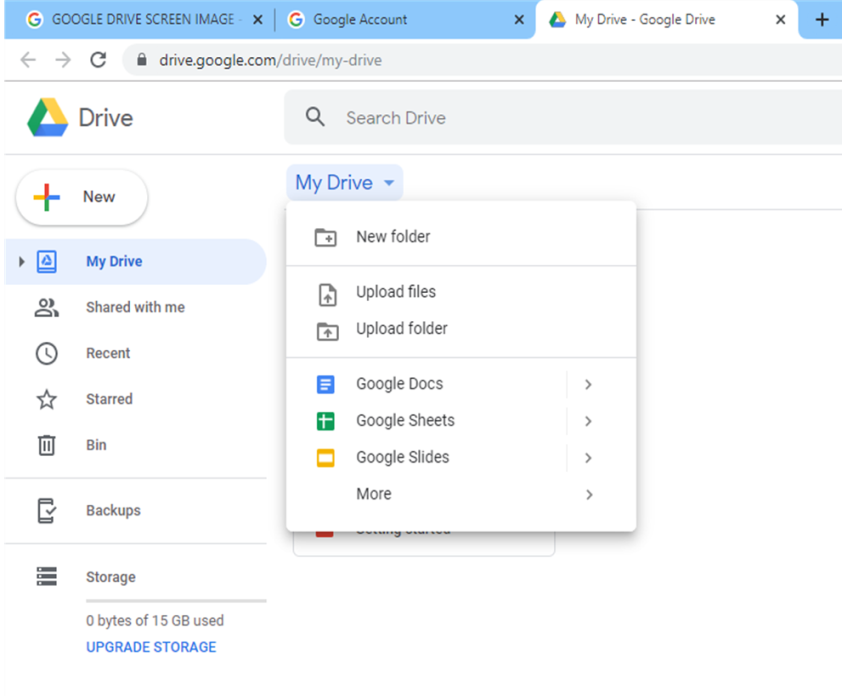 GOOGLE DRIVE SCREEN IMAGE -
Google Account
My Drive - Google Drive
drive.google.com/drive/my-drive
Drive
Search Drive
New
My Drive
My Drive
Shared with me
Recent
Starred
Bin
Backups
Storage
0 bytes of 15 GB used
UPGRADE STORAGE
New folder
Upload files
Upload folder
Google Docs
Google Sheets
Google Slides
More
Getting started